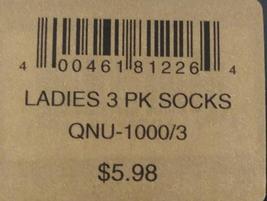 4 00461 81226 4
LADIES 3 PK SOCKS
QNU-1000/3
$5.98